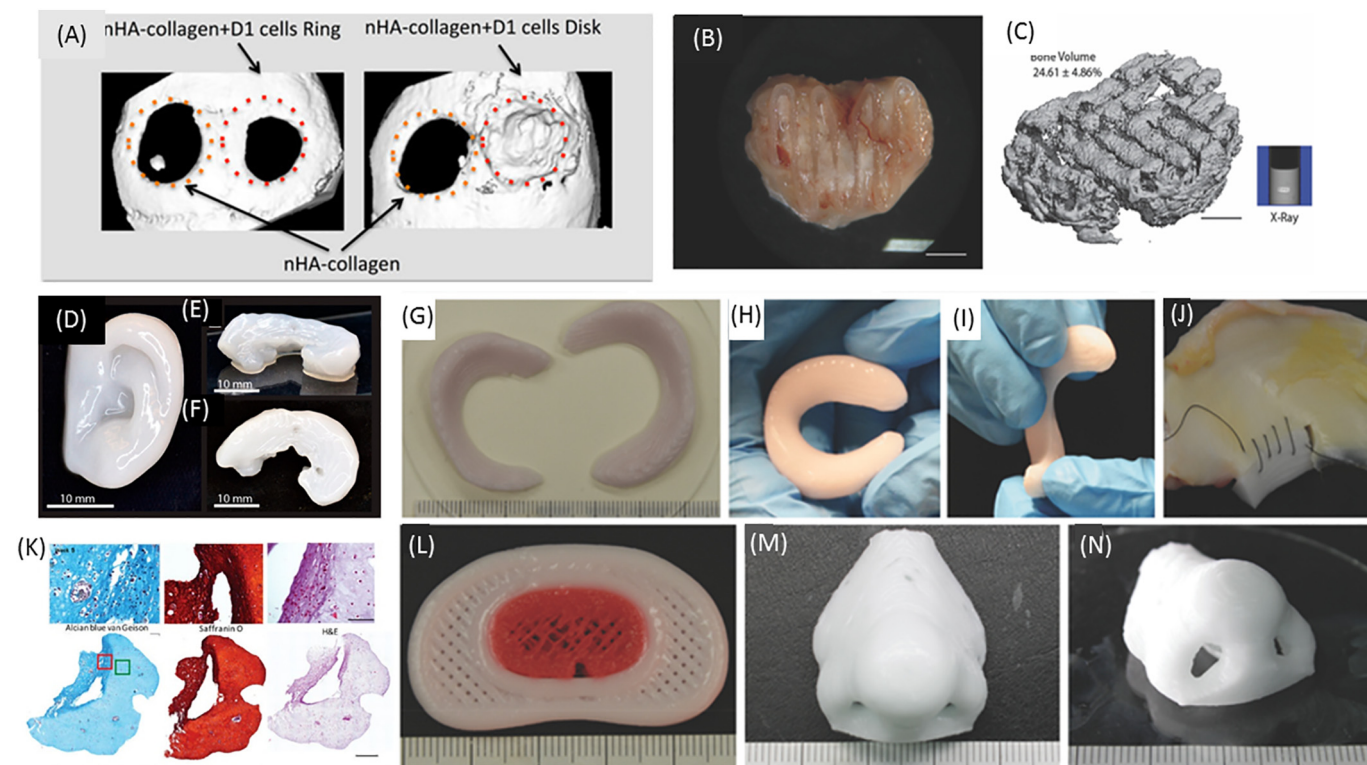 (A)
nHA-collagen+D1 cells Ring
nHA-collagen+D1 cells Disk
nHA-collagen
(B)
(C)
Bone Volume
24.61 ± 4.86%
X-Ray
(D)
10 mm
(E)
10 mm
(F)
10 mm
(G)
(H)
(I)
(J)
(K)
Alcian blue van Geison
Saffranin O
H&E
(L)
(M)
(N)